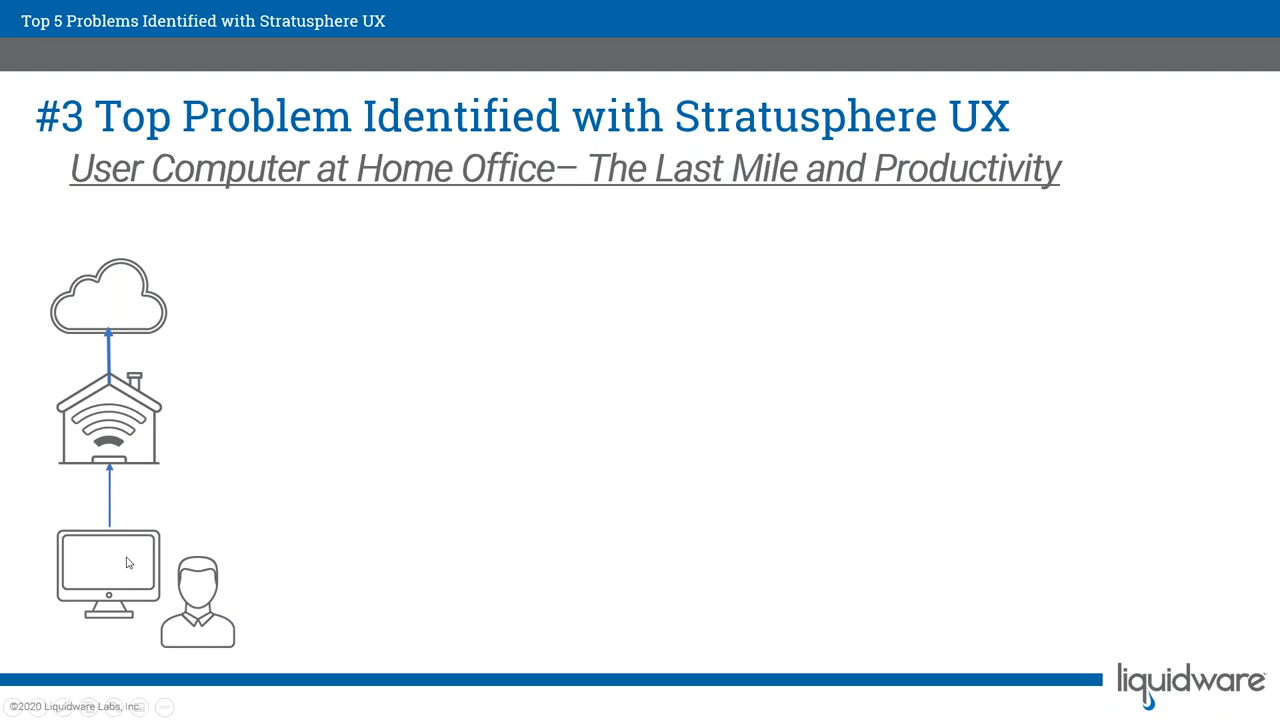 Top 5 Problems Identified with Stratusphere UX
#3 Top Problem Identified with Stratusphere UX
User Computer at Home Office– The Last Mile and Productivity
©2020 Liquidware Labs, Inc.
liquidware